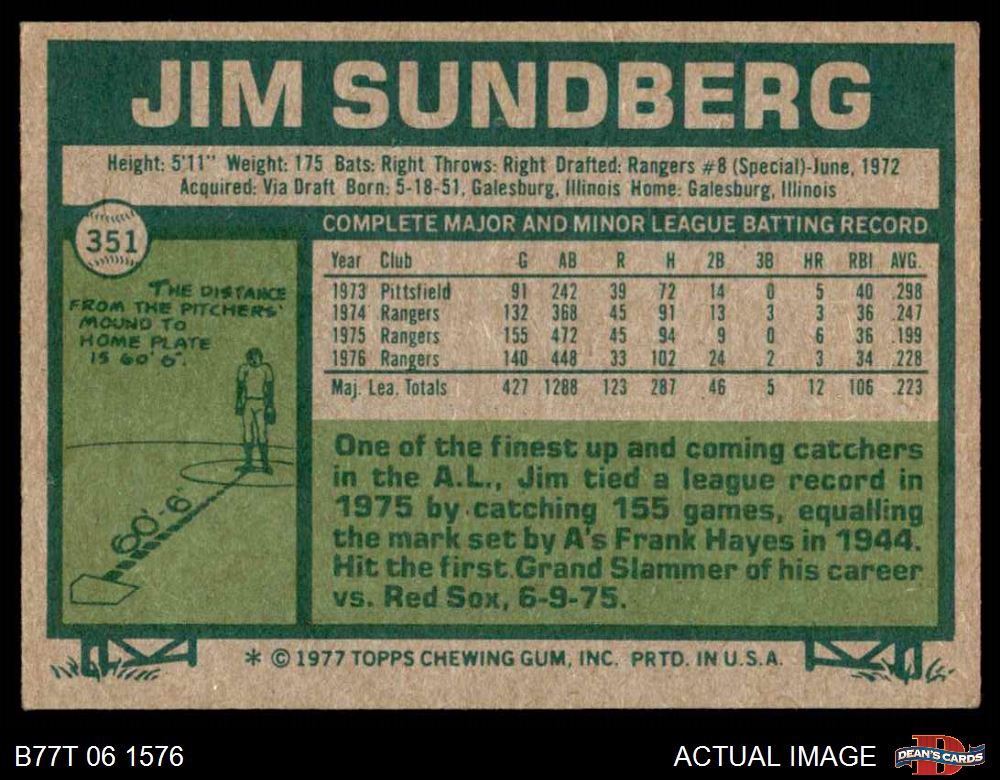 JIM SUNDBERG
Height: 5'11" Weight: 175 Bats: Right Throws: Right Drafted: Rangers #8 (Special)-June, 1972
Acquired: Via Draft Born: 5-18-51, Galesburg, Illinois Home: Galesburg, Illinois
351
THE DISTANCE
FROM THE PITCHERS'
MOUND TO
HOME PLATE
IS 60' 6".
60'-6"
COMPLETE MAJOR AND MINOR LEAGUE BATTING RECORD
Year Club G AB R H 2B 3B HR RBI AVG.
1973 Pittsfield 91 242 39 72 14 0 5 40 .298
1974 Rangers 132 368 45 91 13 3 3 36 .247
1975 Rangers 155 472 45 94 9 0 6 36 .199
1976 Rangers 140 448 33 102 24 2 3 34 .228
Maj. Lea. Totals 427 1288 123 287 46 5 12 106 .223
One of the finest up and coming catchers
in the A.L., Jim tied a league record in
1975 by catching 155 games, equalling
the mark set by A's Frank Hayes in 1944.
Hit the first Grand Slammer of his career
vs. Red Sox, 6-9-75.
* © 1977 TOPPS CHEWING GUM, INC. PRTD. IN U.S.A.
B77T 06 1576
ACTUAL IMAGE
DEAN'S CARDS